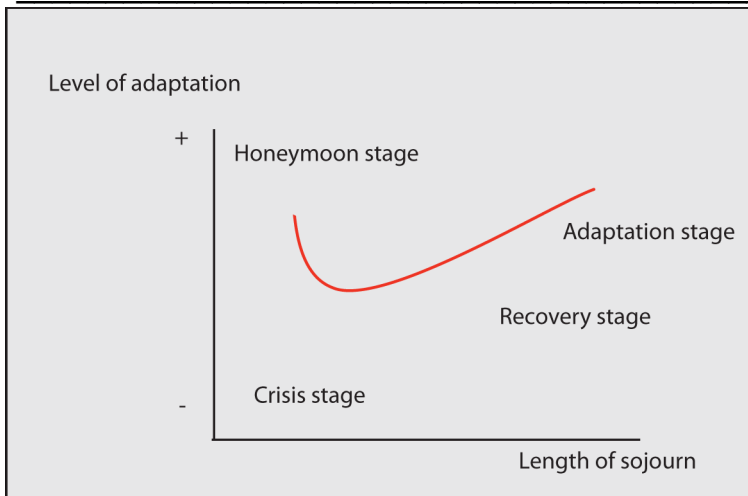 Level of adaptation
+
Honeymoon stage
Adaptation stage
Recovery stage
Crisis stage
-
Length of sojourn